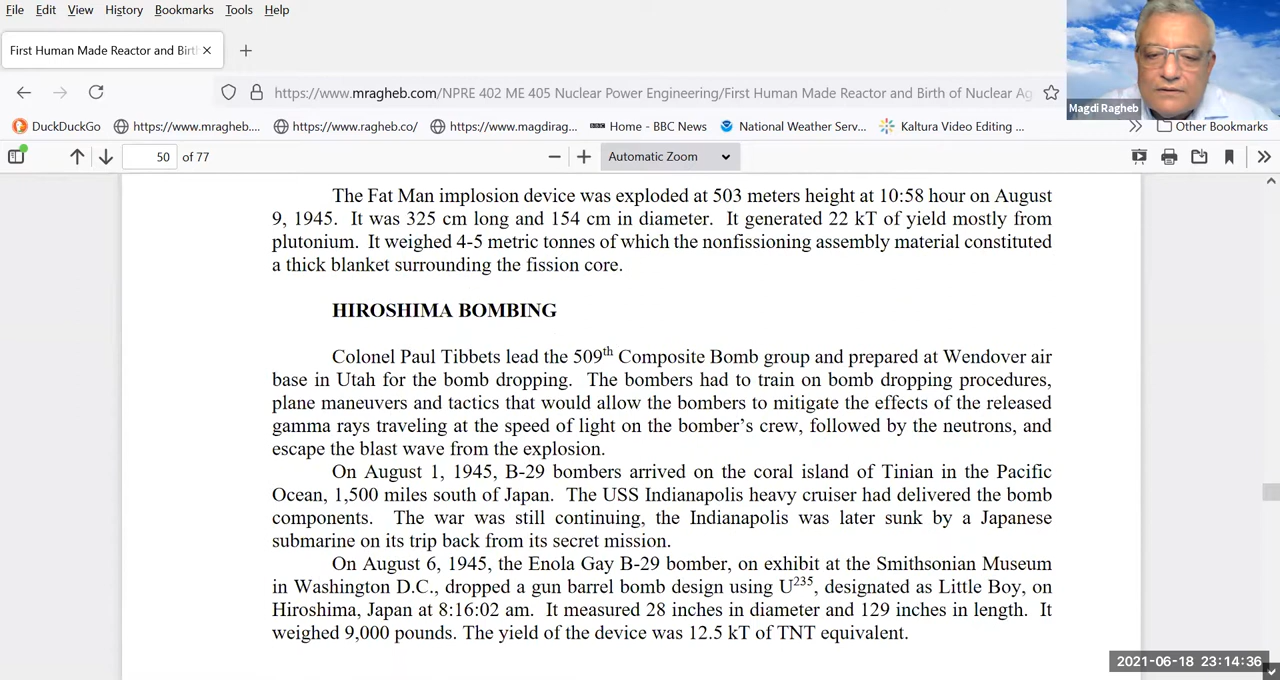 File Edit View History Bookmarks Tools Help
First Human Made Reactor and Birt
https://www.mragheb.com/NPRE 402 ME 405 Nuclear Power Engineering/First Human Made Reactor and Birth of Nuclear Ag
Magdi Ragheb
DuckDuckGo https://www.mragheb... https://www.ragheb.co/ https://www.magdirag... BBC Home - BBC News National Weather Serv... Kaltura Video Editing ... Other Bookmarks
50 of 77 Automatic Zoom
The Fat Man implosion device was exploded at 503 meters height at 10:58 hour on August
9, 1945. It was 325 cm long and 154 cm in diameter. It generated 22 kT of yield mostly from
plutonium. It weighed 4-5 metric tonnes of which the nonfissioning assembly material constituted
a thick blanket surrounding the fission core.
HIROSHIMA BOMBING
Colonel Paul Tibbets lead the 509th Composite Bomb group and prepared at Wendover air
base in Utah for the bomb dropping. The bombers had to train on bomb dropping procedures,
plane maneuvers and tactics that would allow the bombers to mitigate the effects of the released
gamma rays traveling at the speed of light on the bomber's crew, followed by the neutrons, and
escape the blast wave from the explosion.
On August 1, 1945, B-29 bombers arrived on the coral island of Tinian in the Pacific
Ocean, 1,500 miles south of Japan. The USS Indianapolis heavy cruiser had delivered the bomb
components. The war was still continuing, the Indianapolis was later sunk by a Japanese
submarine on its trip back from its secret mission.
On August 6, 1945, the Enola Gay B-29 bomber, on exhibit at the Smithsonian Museum
in Washington D.C., dropped a gun barrel bomb design using U235, designated as Little Boy, on
Hiroshima, Japan at 8:16:02 am. It measured 28 inches in diameter and 129 inches in length. It
weighed 9,000 pounds. The yield of the device was 12.5 kT of TNT equivalent.
2021-06-18 23:14:36